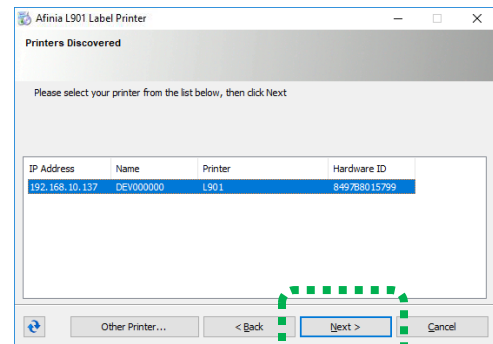 Afinia L901 Label Printer
Printers Discovered
Please select your printer from the list below, then click Next
IP Address Name Printer Hardware ID
192.168.10.137 DEV000000 L901 849788015799
Other Printer... < Back Next > Cancel